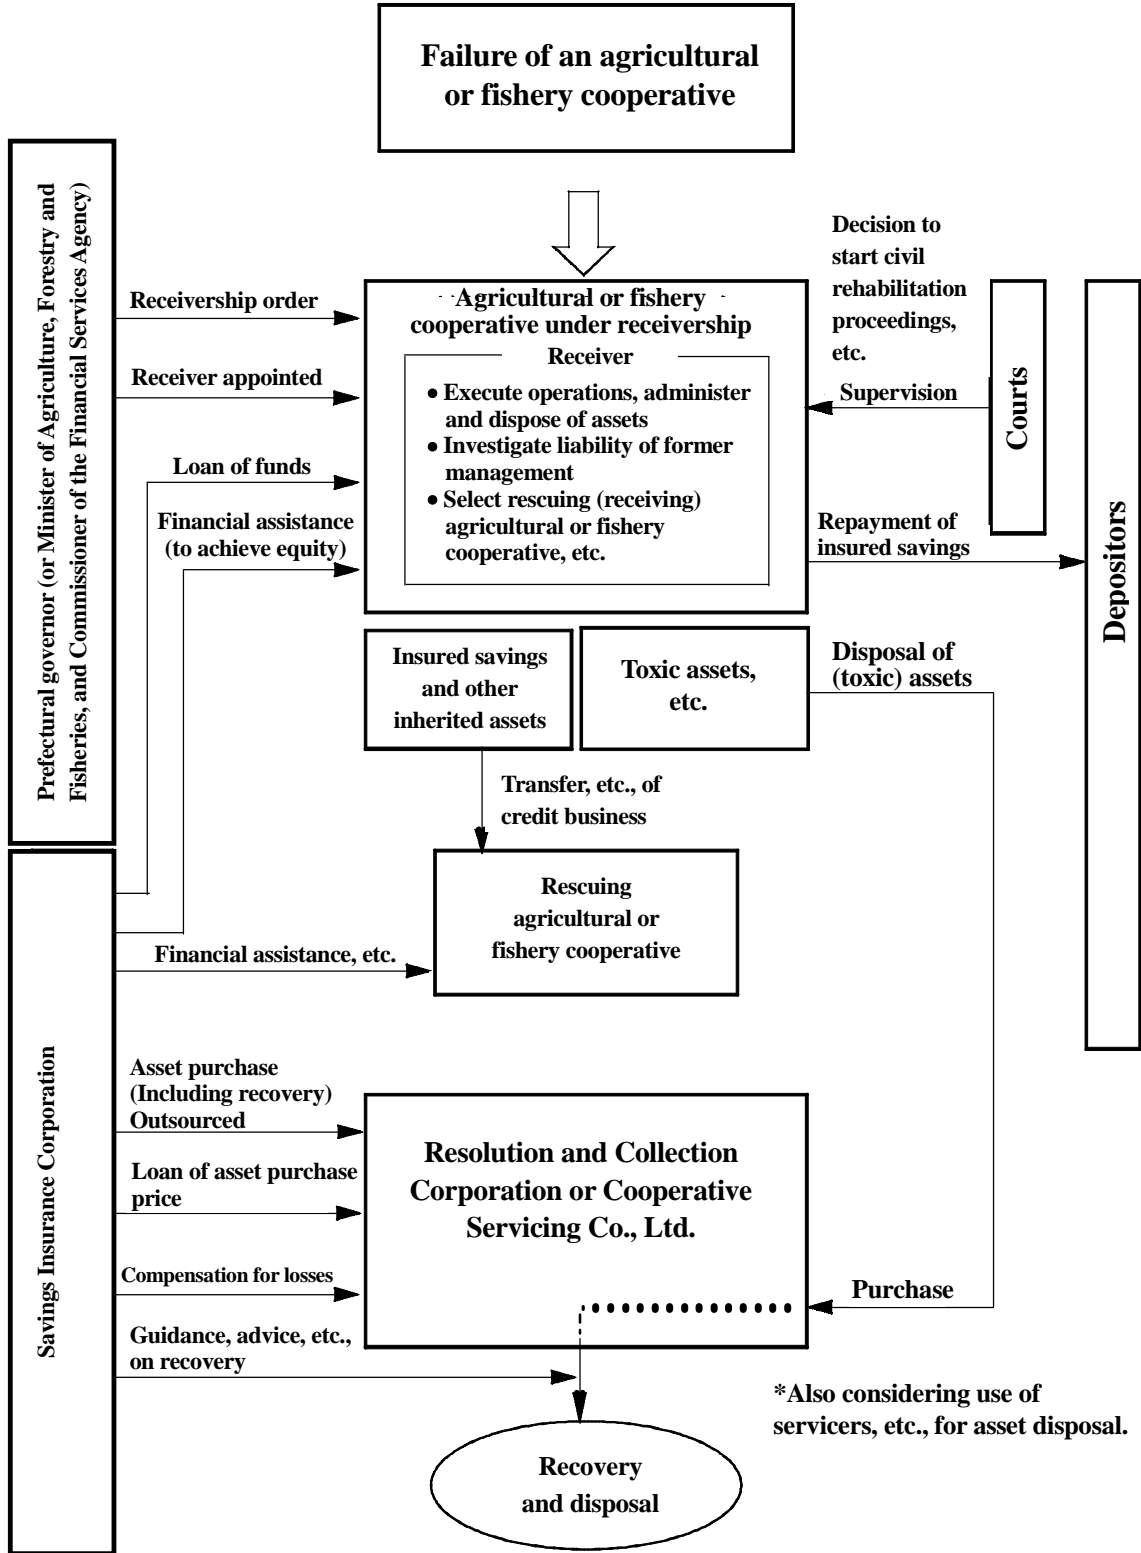 Failure of an agricultural
or fishery cooperative
Prefectural governor (or Minister of Agriculture, Forestry and
Fisheries, and Commissioner of the Financial Services Agency)
Receivership order
Receiver appointed
Loan of funds
Financial assistance
(to achieve equity)
Agricultural or fishery
cooperative under receivership
Receiver
• Execute operations, administer
and dispose of assets
• Investigate liability of former
management
• Select rescuing (receiving)
agricultural or fishery
cooperative, etc.
Decision to
start civil
rehabilitation
proceedings,
etc.
Supervision
Courts
Repayment of
insured savings
Depositors
Insured savings
and other
inherited assets
Toxic assets,
etc.
Disposal of
(toxic) assets
Transfer, etc., of
credit business
Rescuing
agricultural or
fishery cooperative
Financial assistance, etc.
Savings Insurance Corporation
Asset purchase
(Including recovery)
Outsourced
Loan of asset purchase
price
Compensation for losses
Guidance, advice, etc.,
on recovery
Resolution and Collection
Corporation or Cooperative
Servicing Co., Ltd.
Purchase
*Also considering use of
servicers, etc., for asset disposal.
Recovery
and disposal